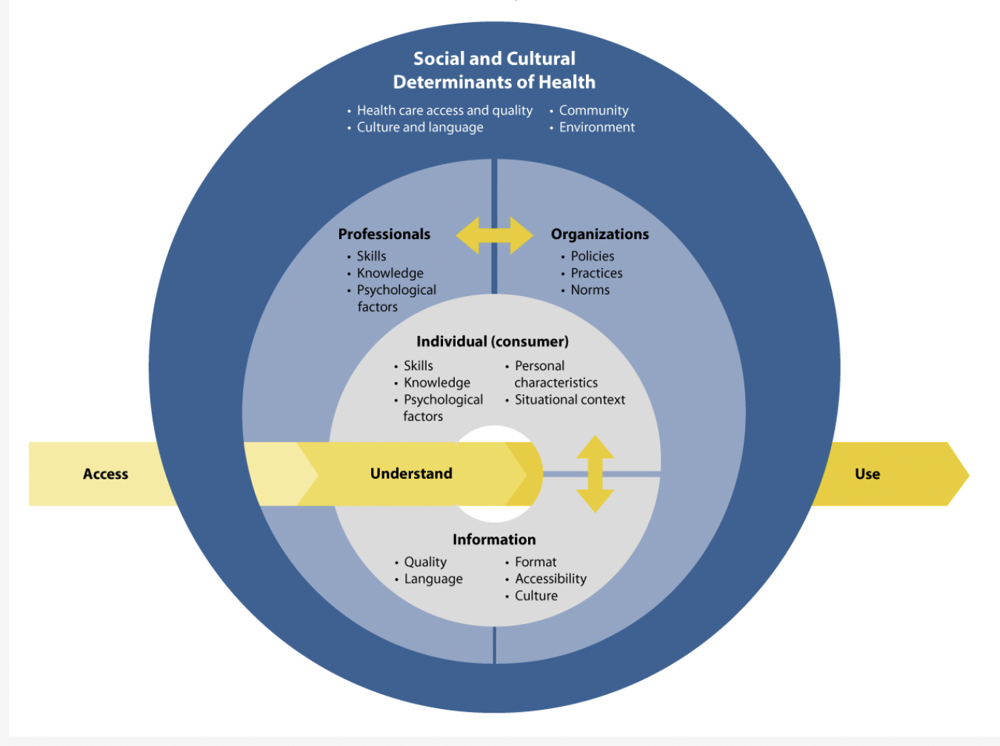 Social and Cultural
Determinants of Health
• Health care access and quality
• Culture and language
• Community
• Environment
Professionals
• Skills
• Knowledge
• Psychological
factors
Organizations
• Policies
• Practices
• Norms
Individual (consumer)
• Skills
• Knowledge
• Psychological
factors
• Personal
characteristics
• Situational context
Access
Understand
Use
Information
• Quality
• Language
• Format
• Accessibility
• Culture